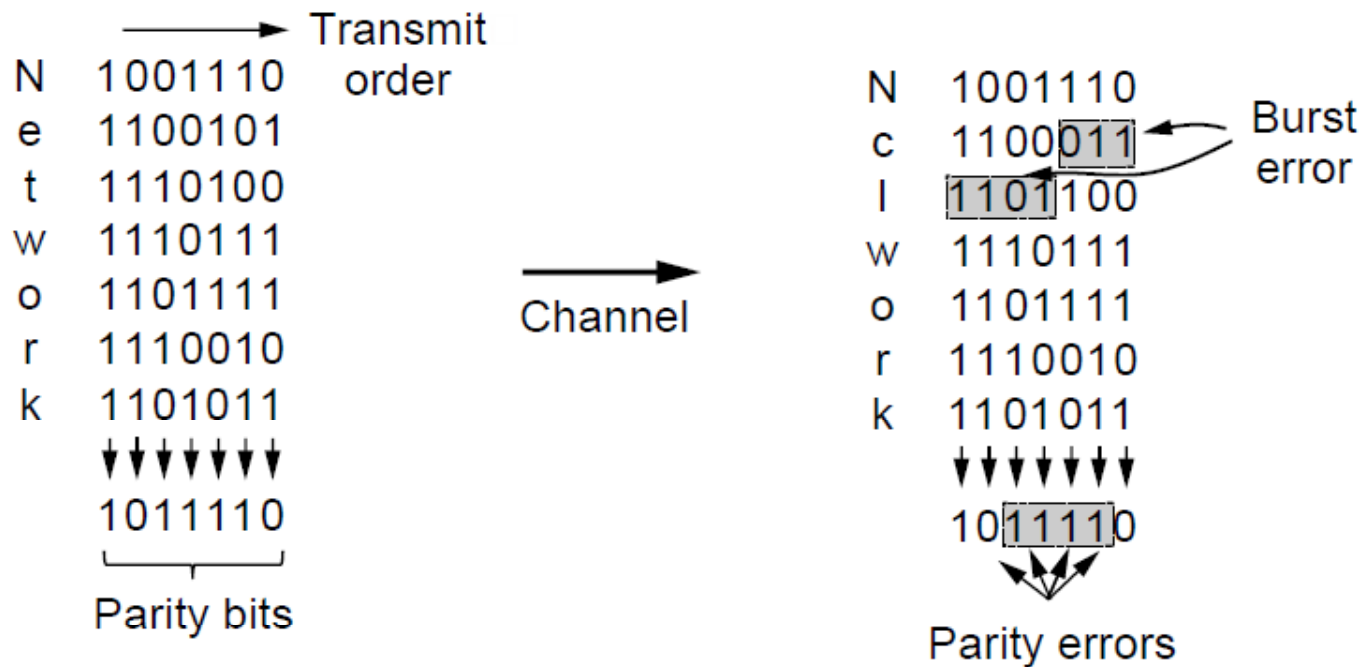 Transmit
order
N 1001110
e 1100101
t 1110100
w 1110111
o 1101111
r 1110010
k 1101011
1011110
Parity bits
Channel
N 1001110
c 1100011
l 1101100
w 1110111
o 1101111
r 1110010
k 1101011
1011110
Parity errors
Burst
error